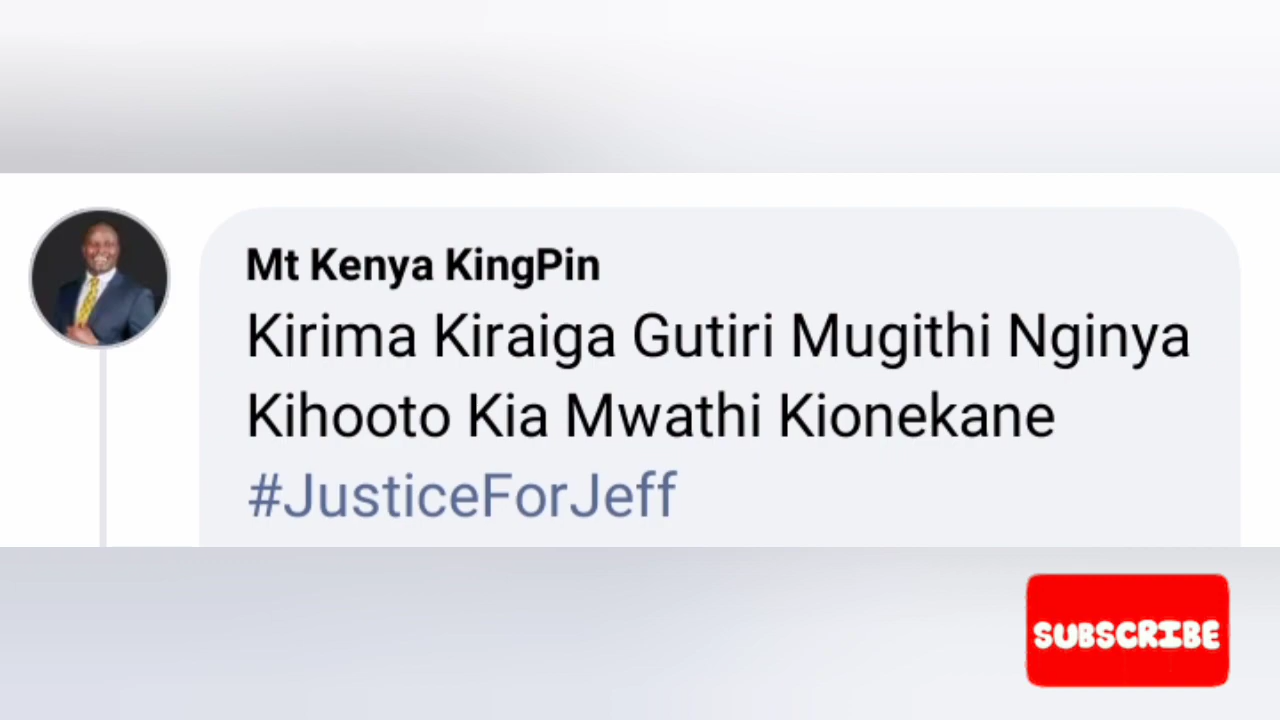 Mt Kenya KingPin
Kirima Kiraiga Gutiri Mugithi Nginya
Kihooto Kia Mwathi Kionekane
#JusticeForJeff
SUBSCRIBE